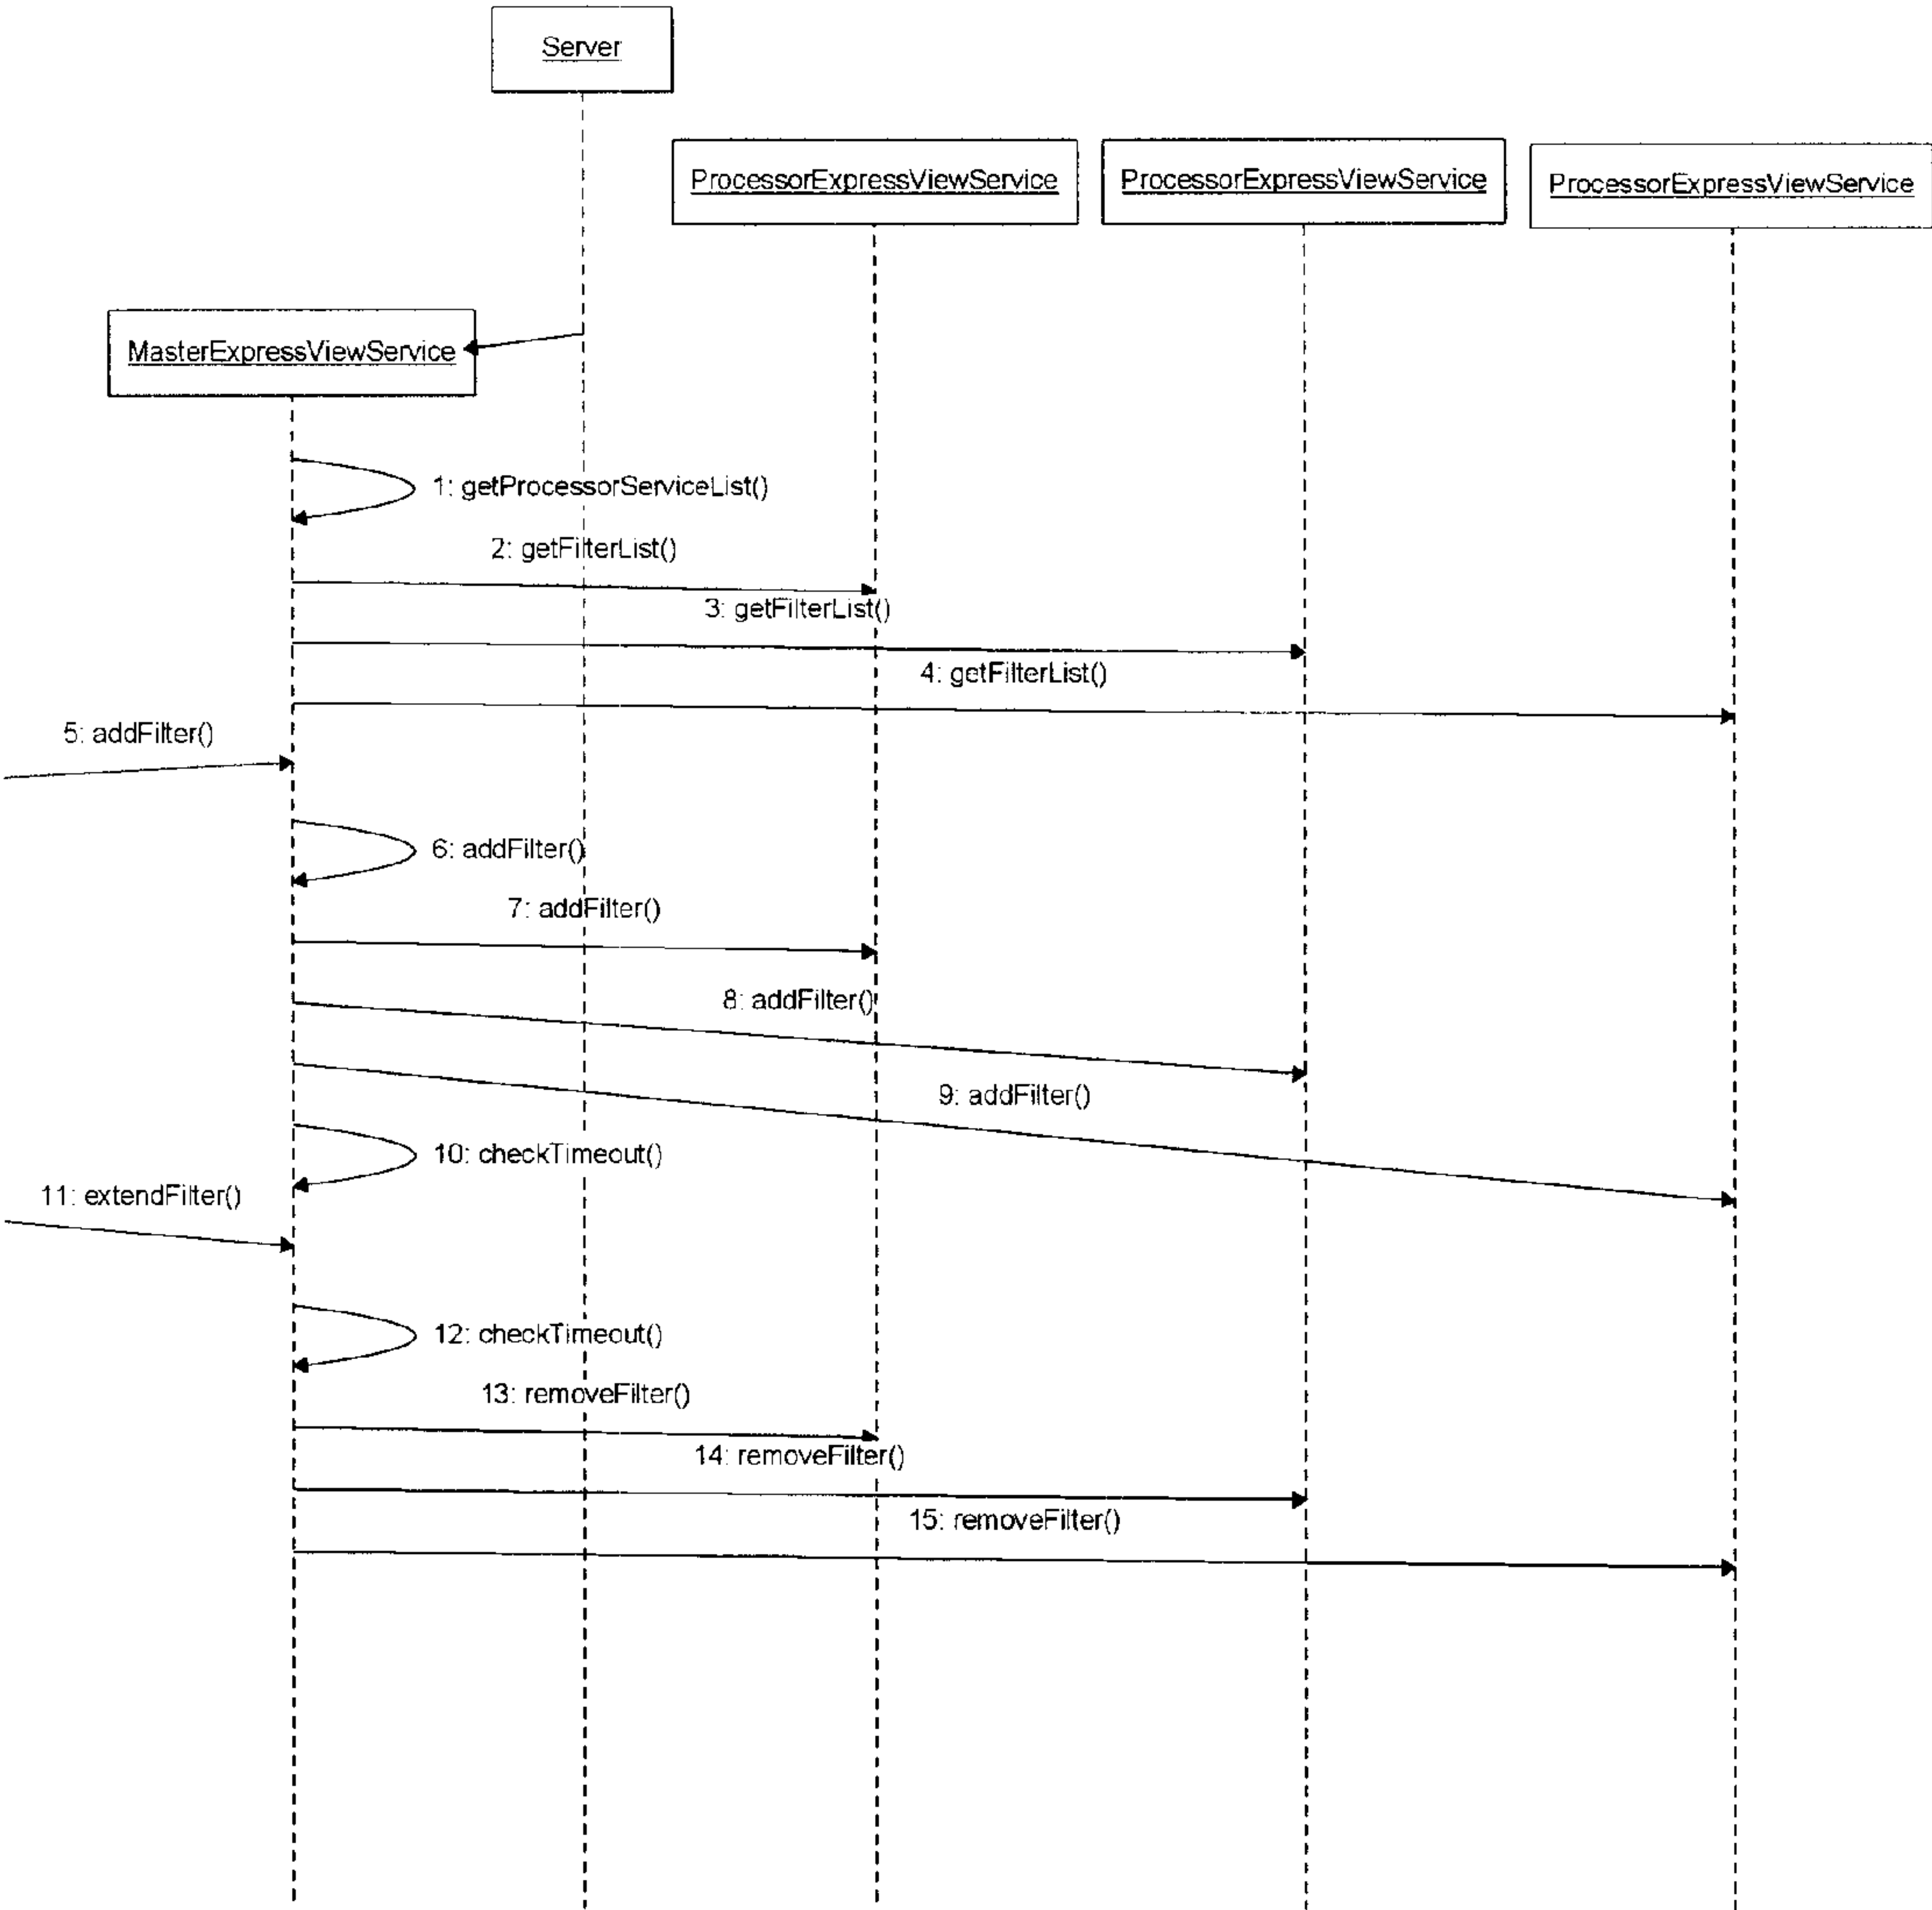 Server
ProcessorExpressViewService
ProcessorExpressViewService
ProcessorExpressViewService
MasterExpressViewService
1: getProcessorServiceList()
2: getFilterList()
3: getFilterList()
4: getFilterList()
5: addFilter()
6: addFilter()
7: addFilter()
8: addFilter()
9: addFilter()
10: checkTimeout()
11: extendFilter()
12: checkTimeout()
13: removeFilter()
14: removeFilter()
15: removeFilter()